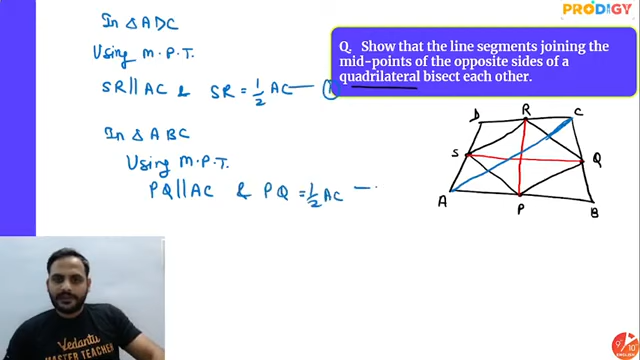 PRODIGY
In △ADC
Using M.P.T.
SR||AC & SR = 1/2 AC —
In △ABC
Using M.P.T.
PQ||AC & PQ = 1/2 AC —
Q. Show that the line segments joining the
mid-points of the opposite sides of a
quadrilateral bisect each other.
D R C
S Q
A P B
Vedantu
MASTER TEACHER